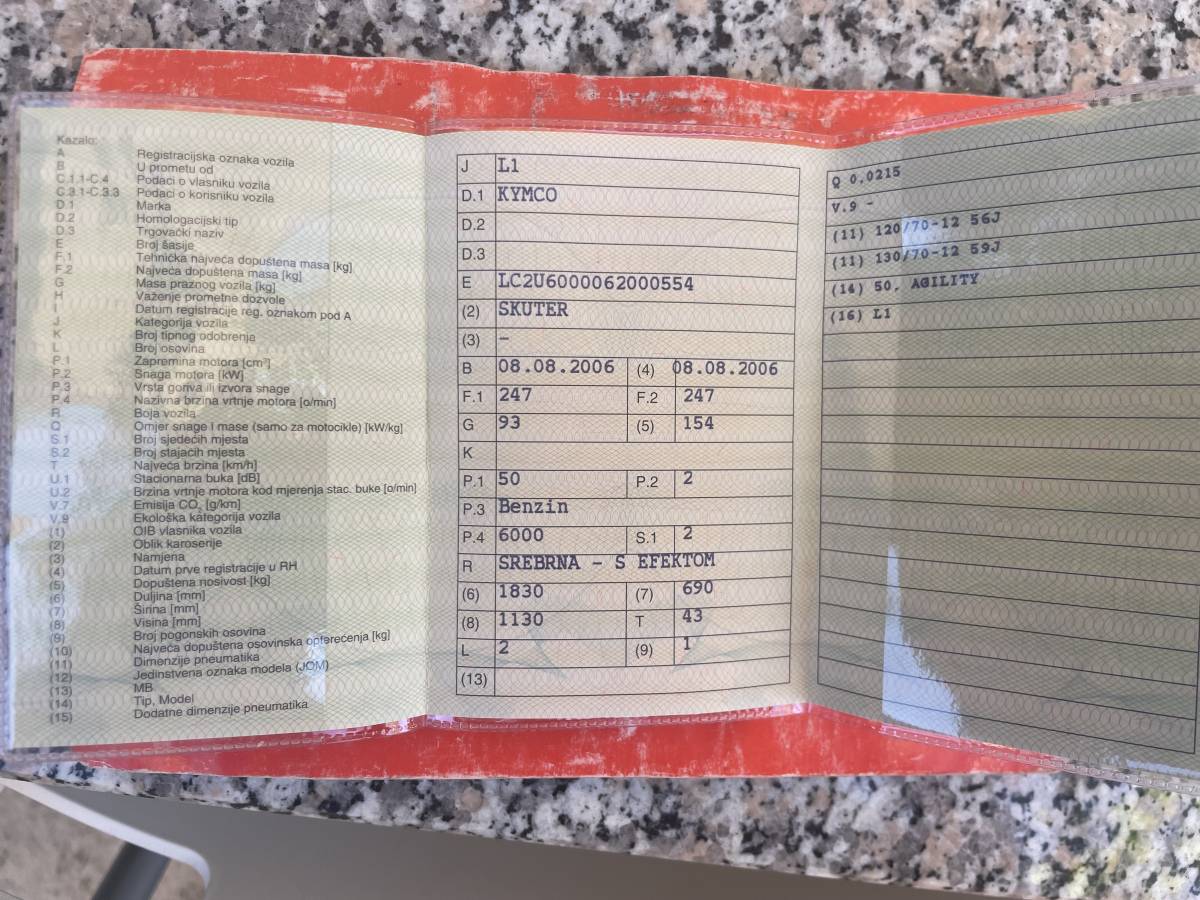 Kazalo:
A Registracijska oznaka vozila
B U prometu od
C.1.1-C.4 Podaci o vlasniku vozila
C.3.1-C.3.3 Podaci o korisniku vozila
D.1 Marka
D.2 Homologacijski tip
D.3 Trgovački naziv
E Broj šasije
F.1 Tehnička najveća dopuštena masa [kg]
F.2 Najveća dopuštena masa [kg]
G Masa praznog vozila [kg]
H Važenje prometne dozvole
I Datum registracije reg. oznakom pod A
J Kategorija vozila
K Broj tipnog odobrenja
L Broj osovina
P.1 Zapremina motora [cm³]
P.2 Snaga motora [kW]
P.3 Vrsta goriva ili izvora snage
P.4 Nazivna brzina vrtnje motora [o/min]
R Boja vozila
Q Omjer snage I mase (samo za motocikle) [kW/kg]
S.1 Broj sjedećih mjesta
S.2 Broj stajaćih mjesta
T Najveća brzina [km/h]
U.1 Stacionarna buka [dB]
U.2 Brzina vrtnje motora kod mjerenja stac. buke [o/min]
V.7 Emisija CO₂ [g/km]
V.9 Ekološka kategorija vozila
(1) OIB vlasnika vozila
(2) Oblik karoserije
(3) Namjena
(4) Datum prve registracije u RH
(5) Dopuštena nosivost [kg]
(6) Duljina [mm]
(7) Širina [mm]
(8) Visina [mm]
(9) Broj pogonskih osovina
(10) Najveća dopuštena osovinska opterećenja [kg]
(11) Dimenzije pneumatika
(12) Jedinstvena oznaka modela (JOM)
(13) MB
(14) Tip, Model
(15) Dodatne dimenzije pneumatika
J L1
D.1 KYMCO
D.2
D.3
E LC2U6000062000554
(2) SKUTER
(3) –
B 08.08.2006 (4) 08.08.2006
F.1 247 F.2 247
G 93 (5) 154
K
P.1 50 P.2 2
P.3 Benzin
P.4 6000 S.1 2
R SREBRNA – S EFEKTOM
(6) 1830 (7) 690
(8) 1130 T 43
L 2 (9) 1
(13)
Q 0,0215
V.9 -
(11) 120/70-12 56J
(11) 130/70-12 59J
(14) 50, AGILITY
(16) L1